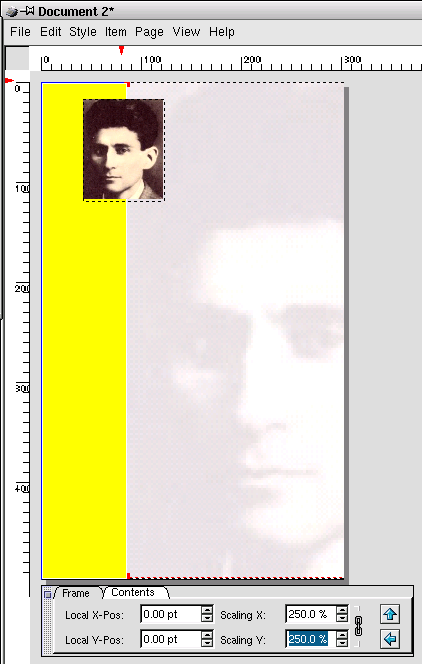 Document 2*
File Edit Style Item Page View Help
0 100 200 300
0
100
200
300
400
Frame Contents
Local X-Pos: 0.00 pt Scaling X: 250.0 %
Local Y-Pos: 0.00 pt Scaling Y: 250.0 %